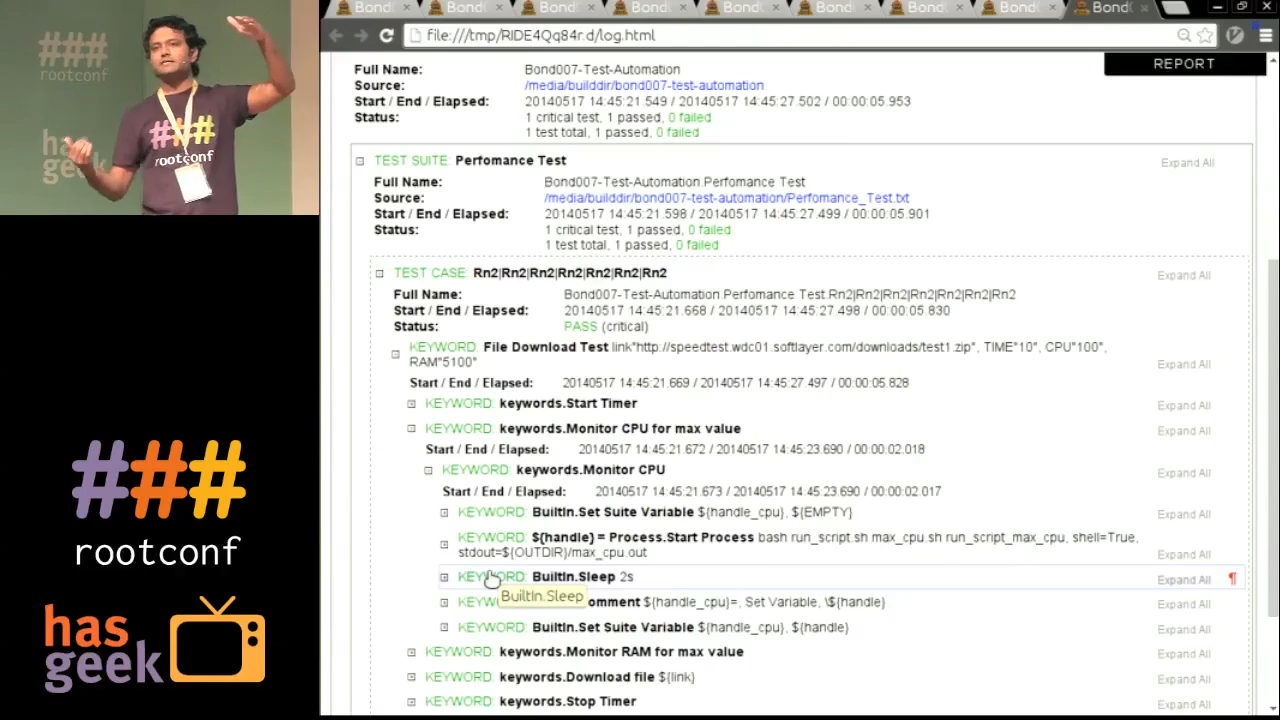 ###
rootconf
has
geek
###
rootconf
###
rootconf
has
geek
Bond
Bond
Bond
Bond
Bond
Bond
Bond
Bond
Bond
file:///tmp/RIDE4Qq84r.d/log.html
REPORT
Full Name: Bond007-Test-Automation
Source: /media/builddir/bond007-test-automation
Start / End / Elapsed: 20140517 14:45:21.549 / 20140517 14:45:27.502 / 00:00:05.953
Status: 1 critical test, 1 passed, 0 failed
1 test total, 1 passed, 0 failed
TEST SUITE: Perfomance Test Expand All
Full Name: Bond007-Test-Automation.Perfomance Test
Source: /media/builddir/bond007-test-automation/Perfomance_Test.txt
Start / End / Elapsed: 20140517 14:45:21.598 / 20140517 14:45:27.499 / 00:00:05.901
Status: 1 critical test, 1 passed, 0 failed
1 test total, 1 passed, 0 failed
TEST CASE: Rn2|Rn2|Rn2|Rn2|Rn2|Rn2|Rn2 Expand All
Full Name: Bond007-Test-Automation.Perfomance Test.Rn2|Rn2|Rn2|Rn2|Rn2|Rn2|Rn2
Start / End / Elapsed: 20140517 14:45:21.668 / 20140517 14:45:27.498 / 00:00:05.830
Status: PASS (critical)
KEYWORD: File Download Test link"http://speedtest.wdc01.softlayer.com/downloads/test1.zip", TIME"10", CPU"100",
RAM"5100" Expand All
Start / End / Elapsed: 20140517 14:45:21.669 / 20140517 14:45:27.497 / 00:00:05.828
KEYWORD: keywords.Start Timer Expand All
KEYWORD: keywords.Monitor CPU for max value Expand All
Start / End / Elapsed: 20140517 14:45:21.672 / 20140517 14:45:23.690 / 00:00:02.018
KEYWORD: keywords.Monitor CPU Expand All
Start / End / Elapsed: 20140517 14:45:21.673 / 20140517 14:45:23.690 / 00:00:02.017
KEYWORD: BuiltIn.Set Suite Variable ${handle_cpu}, ${EMPTY} Expand All
KEYWORD: ${handle} = Process.Start Process bash run_script.sh max_cpu.sh run_script_max_cpu, shell=True,
stdout=${OUTDIR}/max_cpu.out Expand All
KEYWORD: BuiltIn.Sleep 2s Expand All ¶
BuiltIn.Sleep
KEYWO omment ${handle_cpu}=, Set Variable, \${handle} Expand All
KEYWORD: BuiltIn.Set Suite Variable ${handle_cpu}, ${handle} Expand All
KEYWORD: keywords.Monitor RAM for max value Expand All
KEYWORD: keywords.Download file ${link} Expand All
KEYWORD: keywords.Stop Timer Expand All